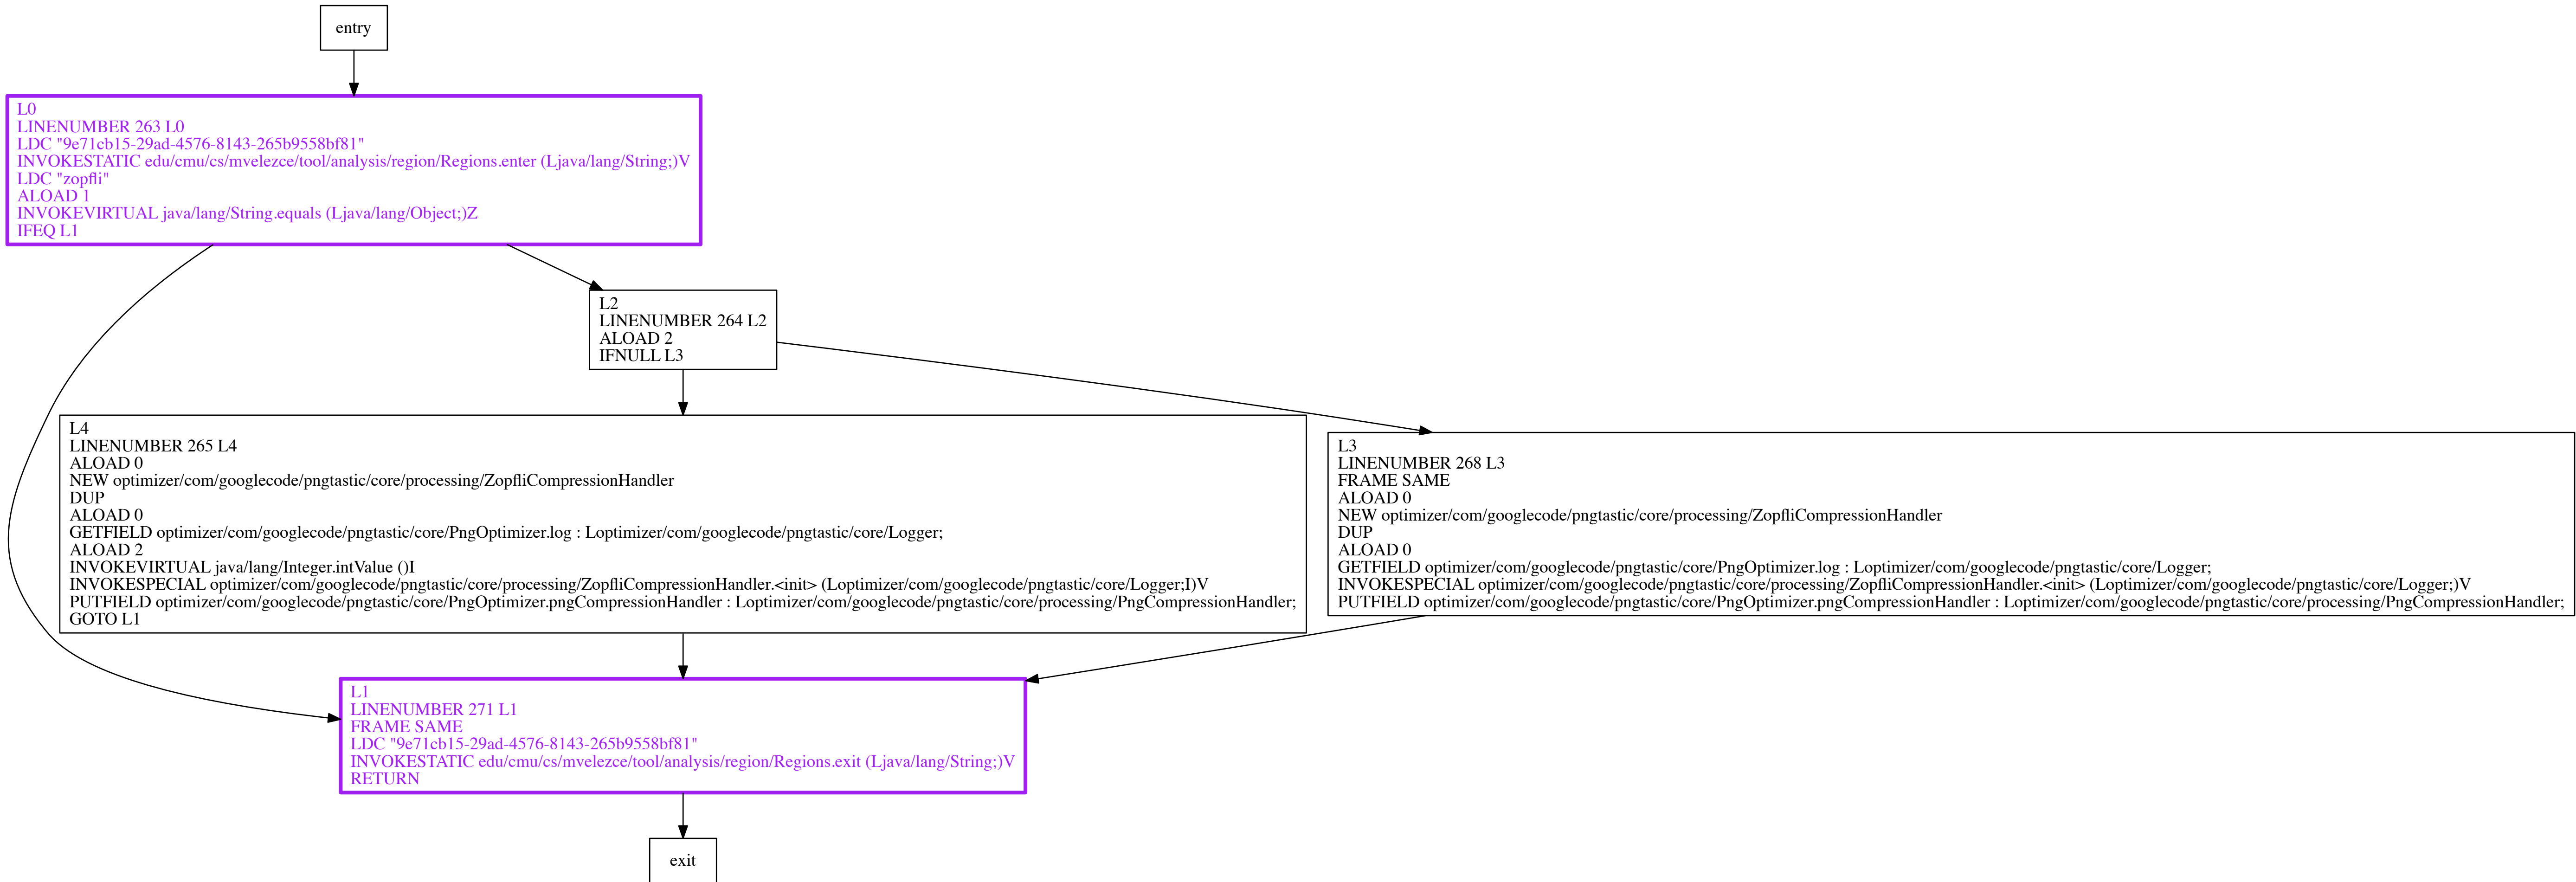 entry
L0
LINENUMBER 263 L0
LDC "9e71cb15-29ad-4576-8143-265b9558bf81"
INVOKESTATIC edu/cmu/cs/mvelezce/tool/analysis/region/Regions.enter (Ljava/lang/String;)V
LDC "zopfli"
ALOAD 1
INVOKEVIRTUAL java/lang/String.equals (Ljava/lang/Object;)Z
IFEQ L1
L2
LINENUMBER 264 L2
ALOAD 2
IFNULL L3
L4
LINENUMBER 265 L4
ALOAD 0
NEW optimizer/com/googlecode/pngtastic/core/processing/ZopfliCompressionHandler
DUP
ALOAD 0
GETFIELD optimizer/com/googlecode/pngtastic/core/PngOptimizer.log : Loptimizer/com/googlecode/pngtastic/core/Logger;
ALOAD 2
INVOKEVIRTUAL java/lang/Integer.intValue ()I
INVOKESPECIAL optimizer/com/googlecode/pngtastic/core/processing/ZopfliCompressionHandler.<init> (Loptimizer/com/googlecode/pngtastic/core/Logger;I)V
PUTFIELD optimizer/com/googlecode/pngtastic/core/PngOptimizer.pngCompressionHandler : Loptimizer/com/googlecode/pngtastic/core/processing/PngCompressionHandler;
GOTO L1
L3
LINENUMBER 268 L3
FRAME SAME
ALOAD 0
NEW optimizer/com/googlecode/pngtastic/core/processing/ZopfliCompressionHandler
DUP
ALOAD 0
GETFIELD optimizer/com/googlecode/pngtastic/core/PngOptimizer.log : Loptimizer/com/googlecode/pngtastic/core/Logger;
INVOKESPECIAL optimizer/com/googlecode/pngtastic/core/processing/ZopfliCompressionHandler.<init> (Loptimizer/com/googlecode/pngtastic/core/Logger;)V
PUTFIELD optimizer/com/googlecode/pngtastic/core/PngOptimizer.pngCompressionHandler : Loptimizer/com/googlecode/pngtastic/core/processing/PngCompressionHandler;
L1
LINENUMBER 271 L1
FRAME SAME
LDC "9e71cb15-29ad-4576-8143-265b9558bf81"
INVOKESTATIC edu/cmu/cs/mvelezce/tool/analysis/region/Regions.exit (Ljava/lang/String;)V
RETURN
exit